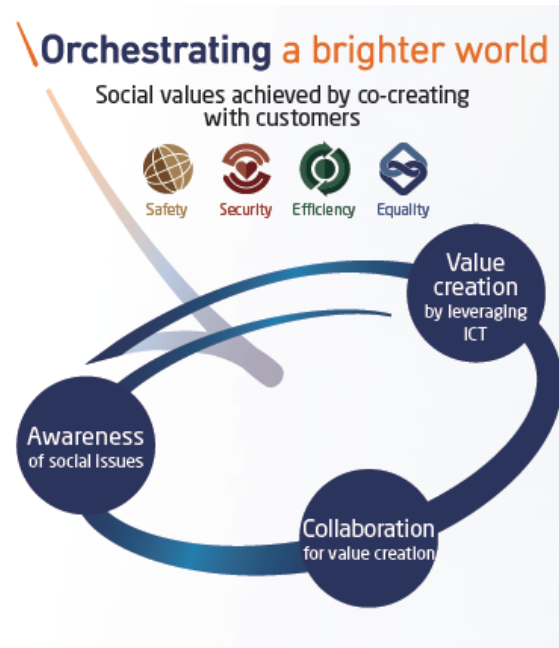 \Orchestrating a brighter world
Social values achieved by co-creating
with customers
Safety
Security
Efficiency
Equality
Value
creation
by leveraging
ICT
Awareness
of social issues
Collaboration
for value creation